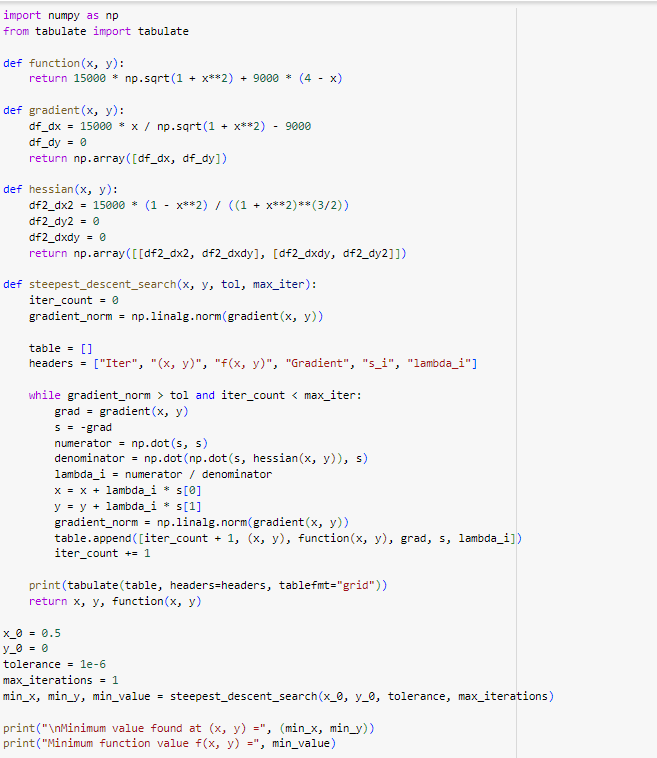 import numpy as np
from tabulate import tabulate

def function(x, y):
    return 15000 * np.sqrt(1 + x**2) + 9000 * (4 - x)

def gradient(x, y):
    df_dx = 15000 * x / np.sqrt(1 + x**2) - 9000
    df_dy = 0
    return np.array([df_dx, df_dy])

def hessian(x, y):
    df2_dx2 = 15000 * (1 - x**2) / ((1 + x**2)**(3/2))
    df2_dy2 = 0
    df2_dxdy = 0
    return np.array([[df2_dx2, df2_dxdy], [df2_dxdy, df2_dy2]])

def steepest_descent_search(x, y, tol, max_iter):
    iter_count = 0
    gradient_norm = np.linalg.norm(gradient(x, y))

    table = []
    headers = ["Iter", "(x, y)", "f(x, y)", "Gradient", "s_i", "lambda_i"]

    while gradient_norm > tol and iter_count < max_iter:
        grad = gradient(x, y)
        s = -grad
        numerator = np.dot(s, s)
        denominator = np.dot(np.dot(s, hessian(x, y)), s)
        lambda_i = numerator / denominator
        x = x + lambda_i * s[0]
        y = y + lambda_i * s[1]
        gradient_norm = np.linalg.norm(gradient(x, y))
        table.append([iter_count + 1, (x, y), function(x, y), grad, s, lambda_i])
        iter_count += 1

    print(tabulate(table, headers=headers, tablefmt="grid"))
    return x, y, function(x, y)

x_0 = 0.5
y_0 = 0
tolerance = 1e-6
max_iterations = 1
min_x, min_y, min_value = steepest_descent_search(x_0, y_0, tolerance, max_iterations)

print("\nMinimum value found at (x, y) =", (min_x, min_y))
print("Minimum function value f(x, y) =", min_value)